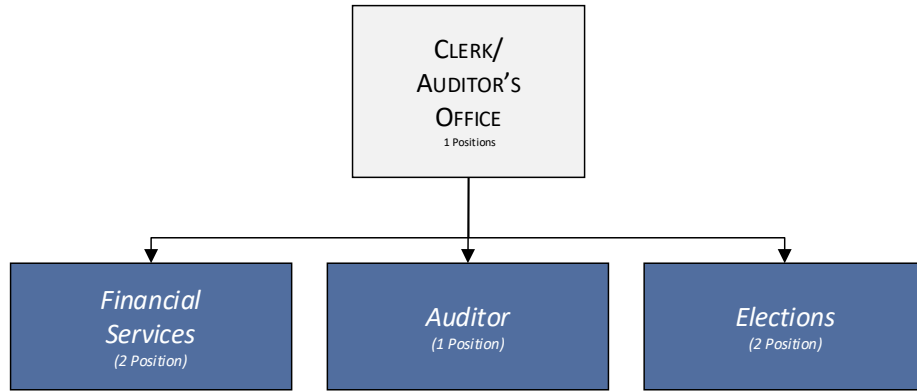 CLERK/
AUDITOR'S
OFFICE
1 Positions
Financial
Services
(2 Position)
Auditor
(1 Position)
Elections
(2 Position)